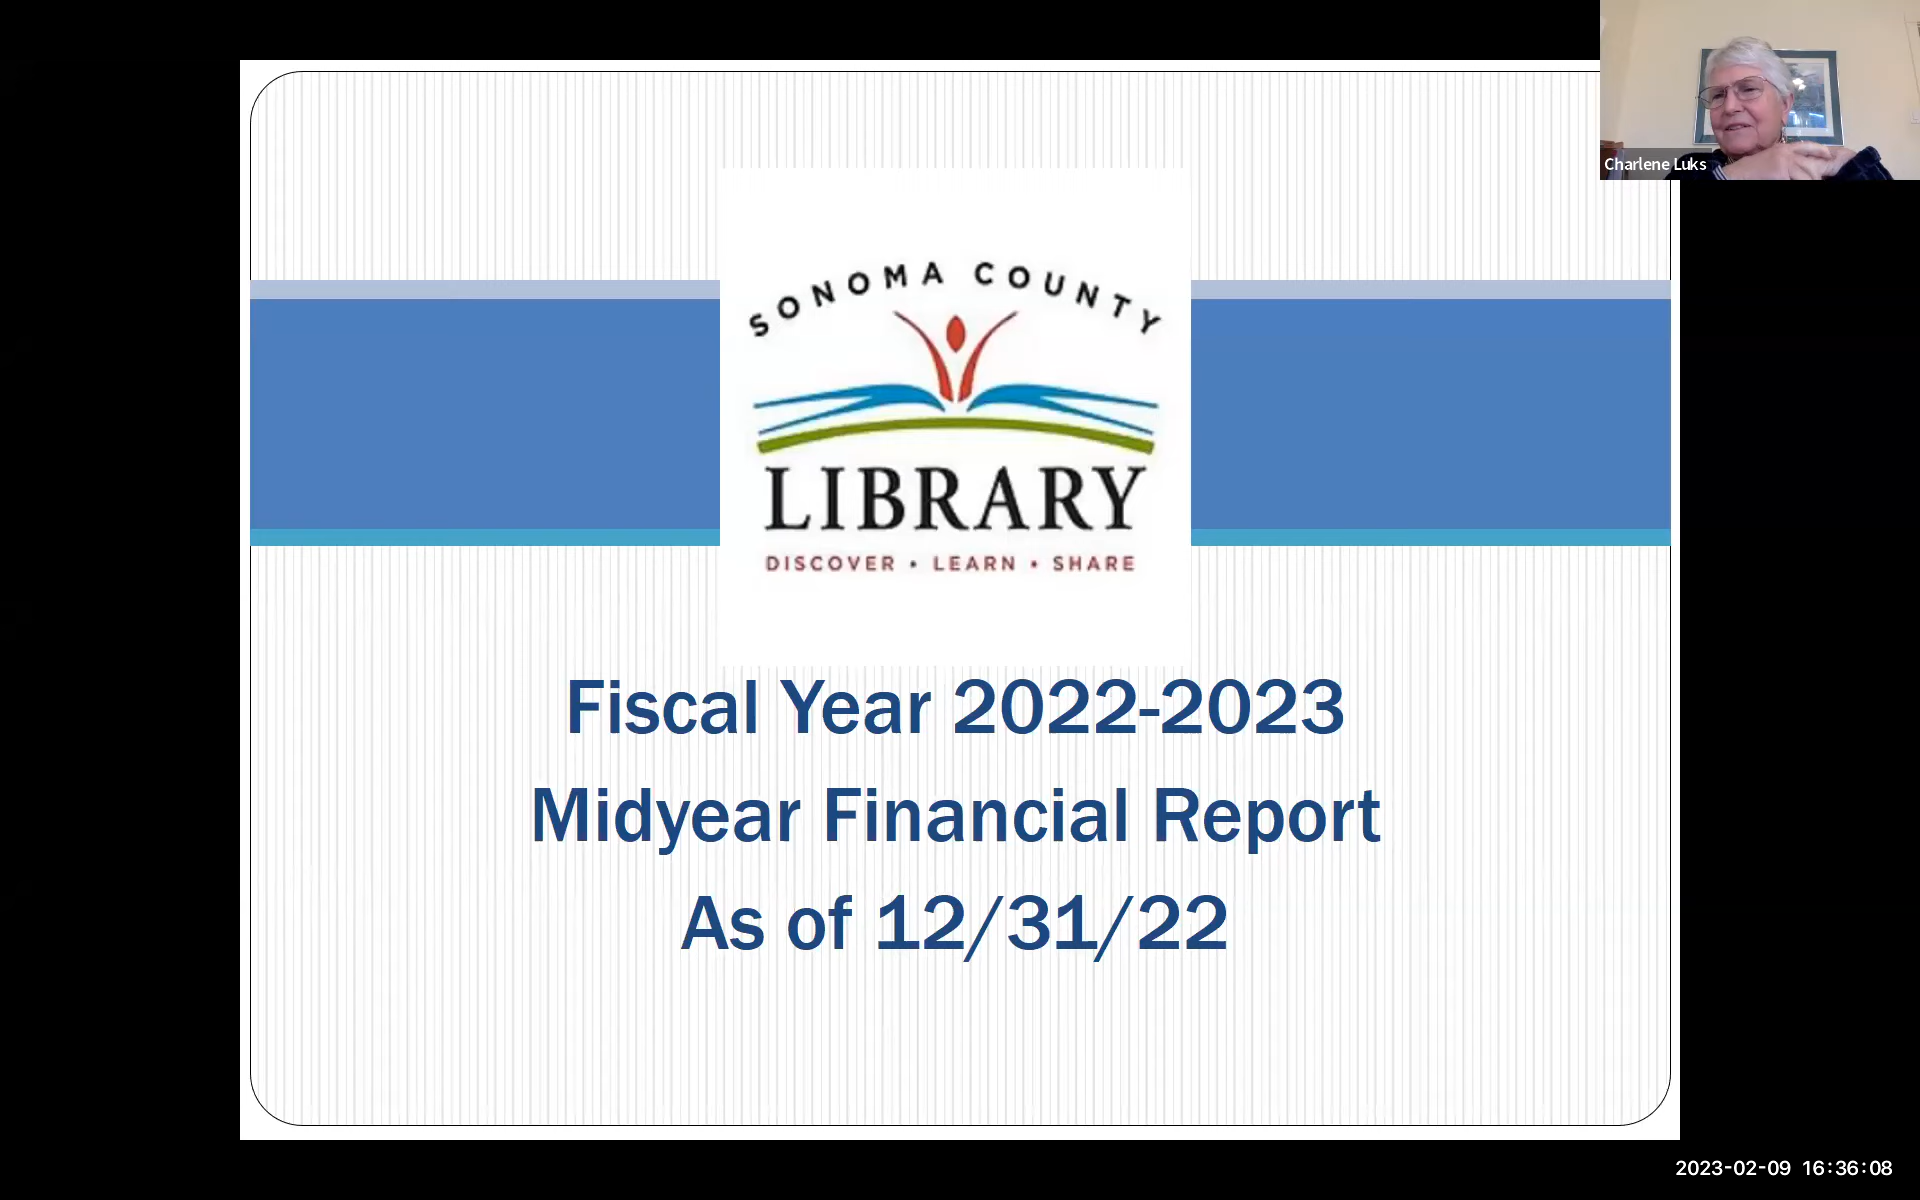 Charlene Luks
SONOMA COUNTY
LIBRARY
DISCOVER • LEARN • SHARE
Fiscal Year 2022-2023
Midyear Financial Report
As of 12/31/22
2023-02-09 16:36:08